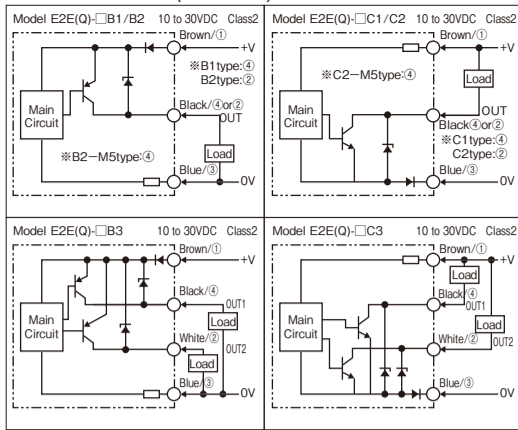 Model E2E(Q)-□B1/B2 10 to 30VDC Class2
Brown/①
+V
※B1type:④
B2type:②
Black/④or②
OUT
Main
Circuit
Load
※B2-M5type:④
Blue/③
0V
Model E2E(Q)-□C1/C2 10 to 30VDC Class2
Brown/①
+V
※C2-M5type:④
Load
Main
Circuit
OUT
Black④or②
※C1type:④
C2type:②
Blue/③
0V
Model E2E(Q)-□B3 10 to 30VDC Class2
Brown/①
+V
Black/④
OUT1
Main
Circuit
Load
White/②
OUT2
Load
Blue/③
0V
Model E2E(Q)-□C3 10 to 30VDC Class2
Brown/①
+V
Load
Black/④
OUT1
Load
Main
Circuit
White/②
OUT2
Blue/③
0V